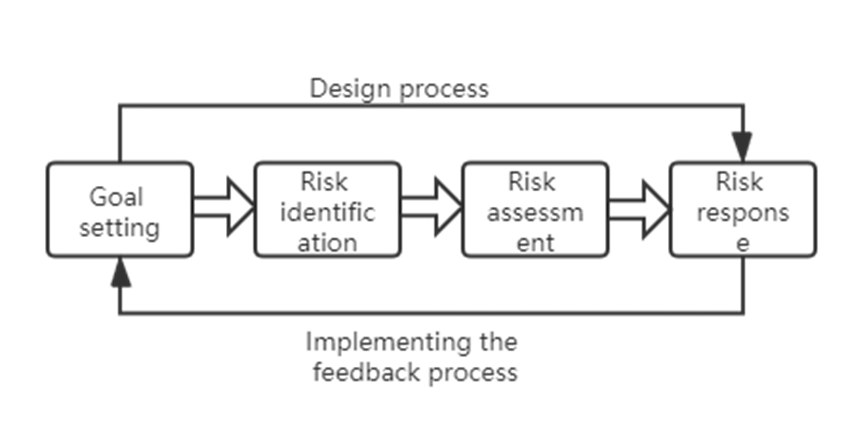 Design process
Goal
setting
Risk
identific
ation
Risk
assessm
ent
Risk
respons
e
Implementing the
feedback process